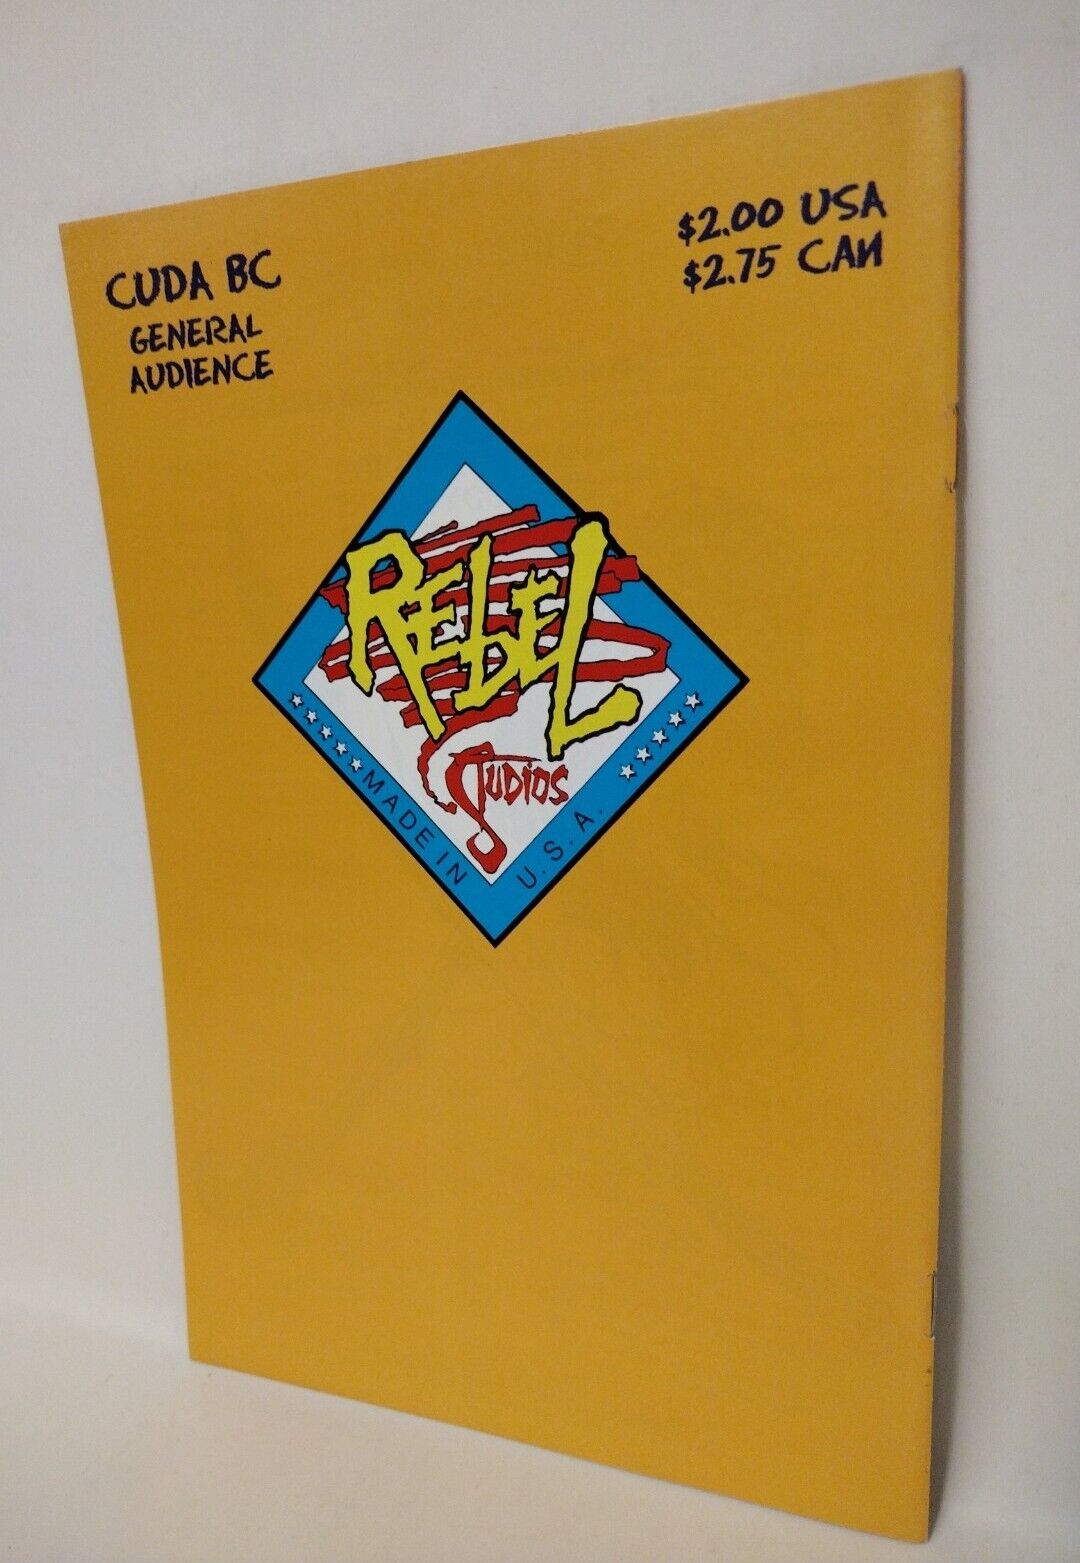 CUDA BC
GENERAL
AUDIENCE
$2.00 USA
$2.75 CAN
REBEL
STUDIOS
MADE IN
U.S.A.